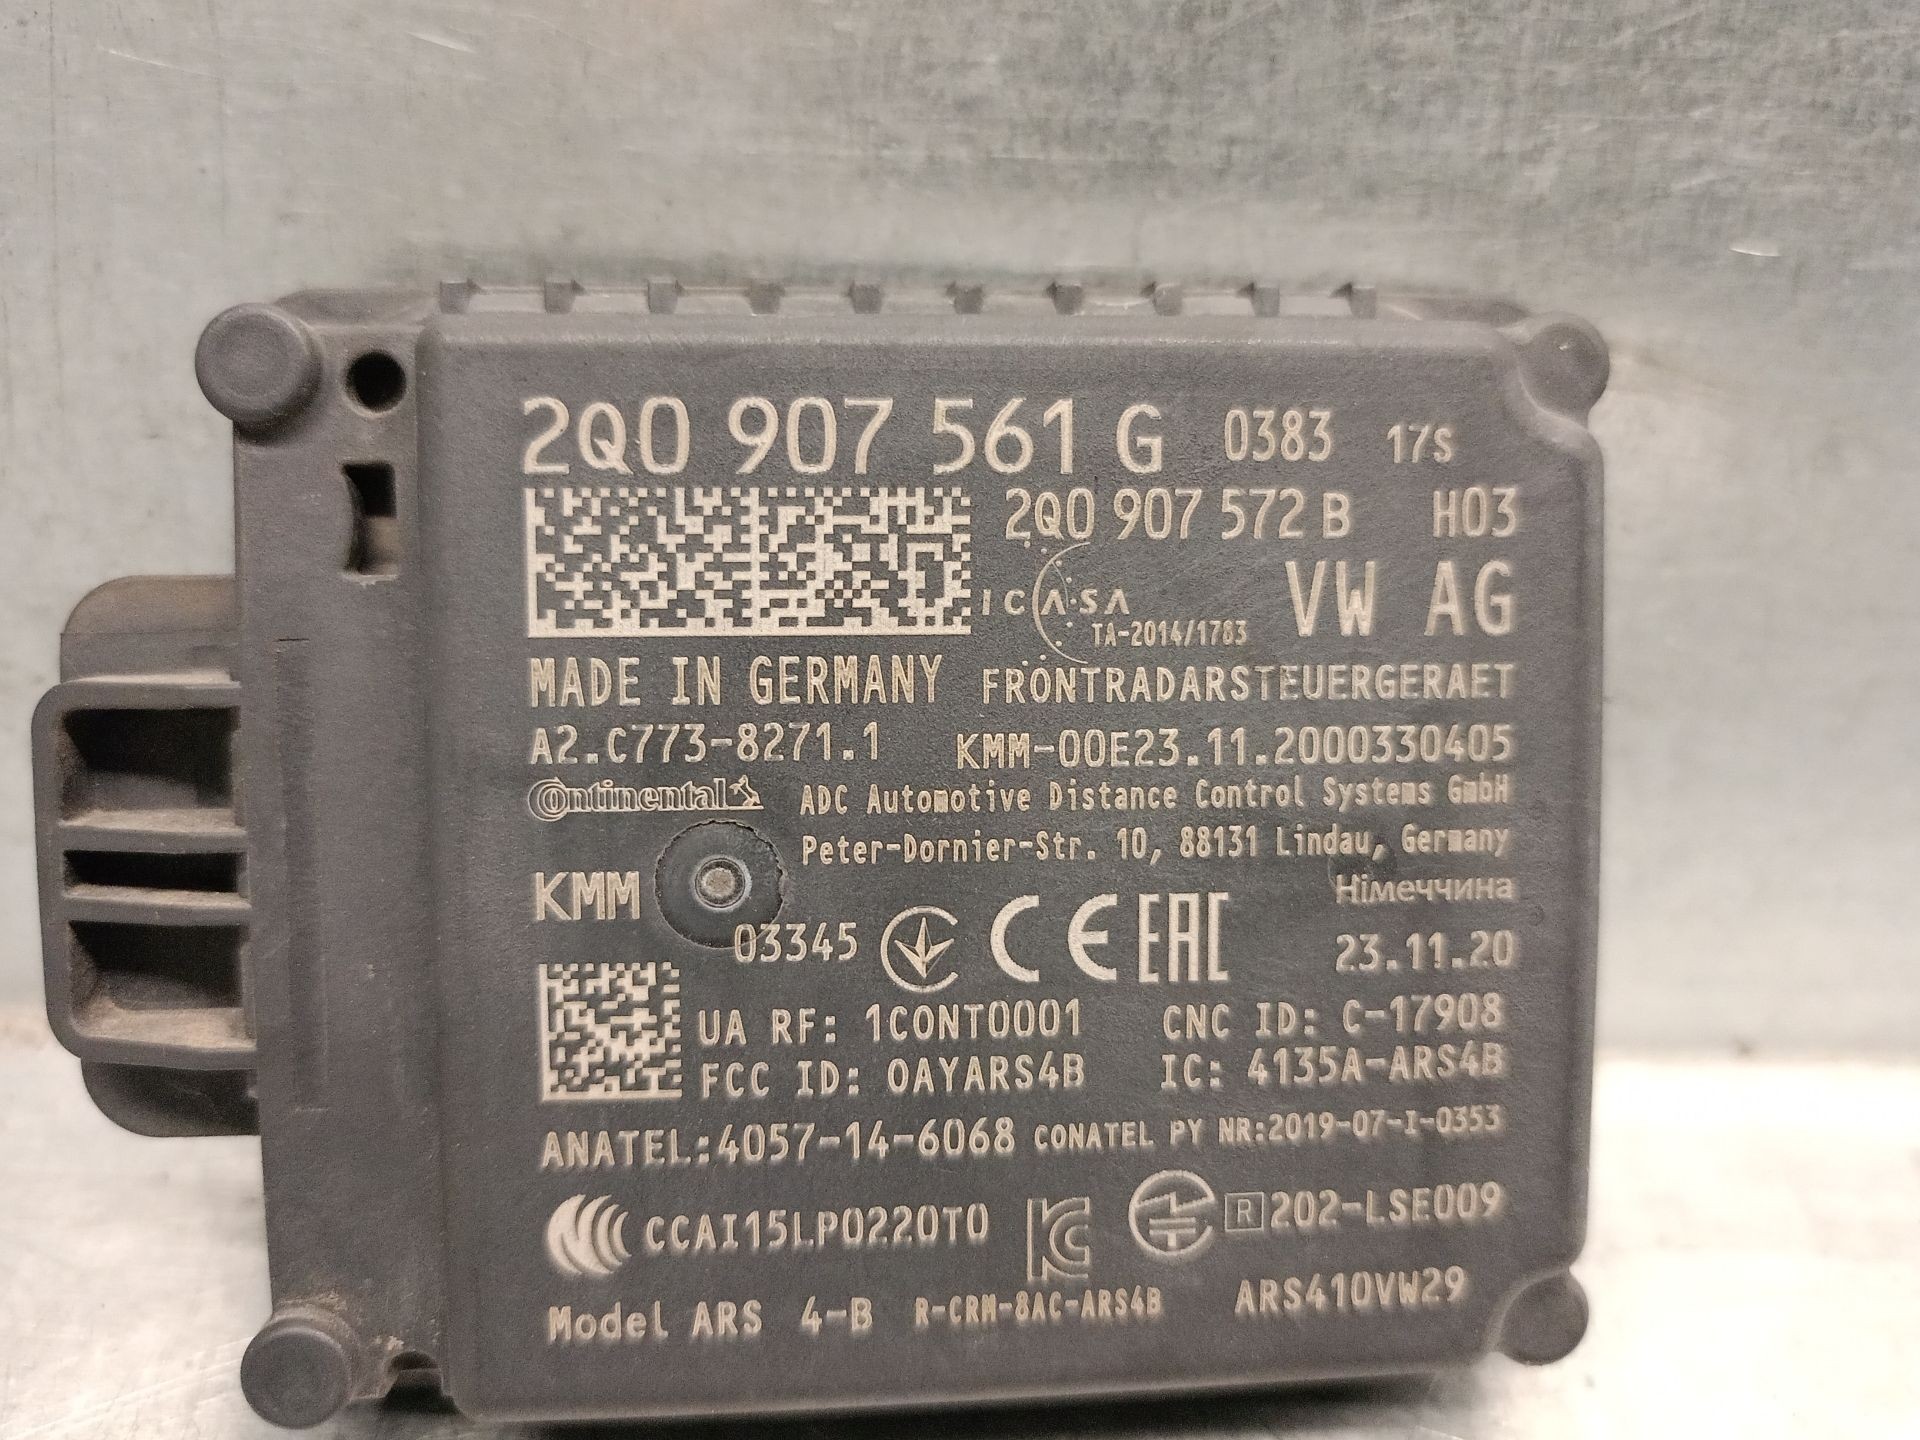 2Q0 907 561 G 0383 17S
2Q0 907 572 B H03
ICASA VW AG
TA-2014/1783
MADE IN GERMANY FRONTRADARSTEUERGERAET
A2.C773-8271.1 KMM-00E23.11.2000330405
Continental ADC Automotive Distance Control Systems GmbH
Peter-Dornier-Str. 10, 88131 Lindau, Germany
KMM Німеччина
03345 CE EAC 23.11.20
UA RF: 1CONT0001 CNC ID: C-17908
FCC ID: OAYARS4B IC: 4135A-ARS4B
ANATEL:4057-14-6068 CONATEL PY NR:2019-07-I-0353
CCAI15LP0220T0 KC R 202-LSE009
Model ARS 4-B R-CRM-8AC-ARS4B ARS410VW29